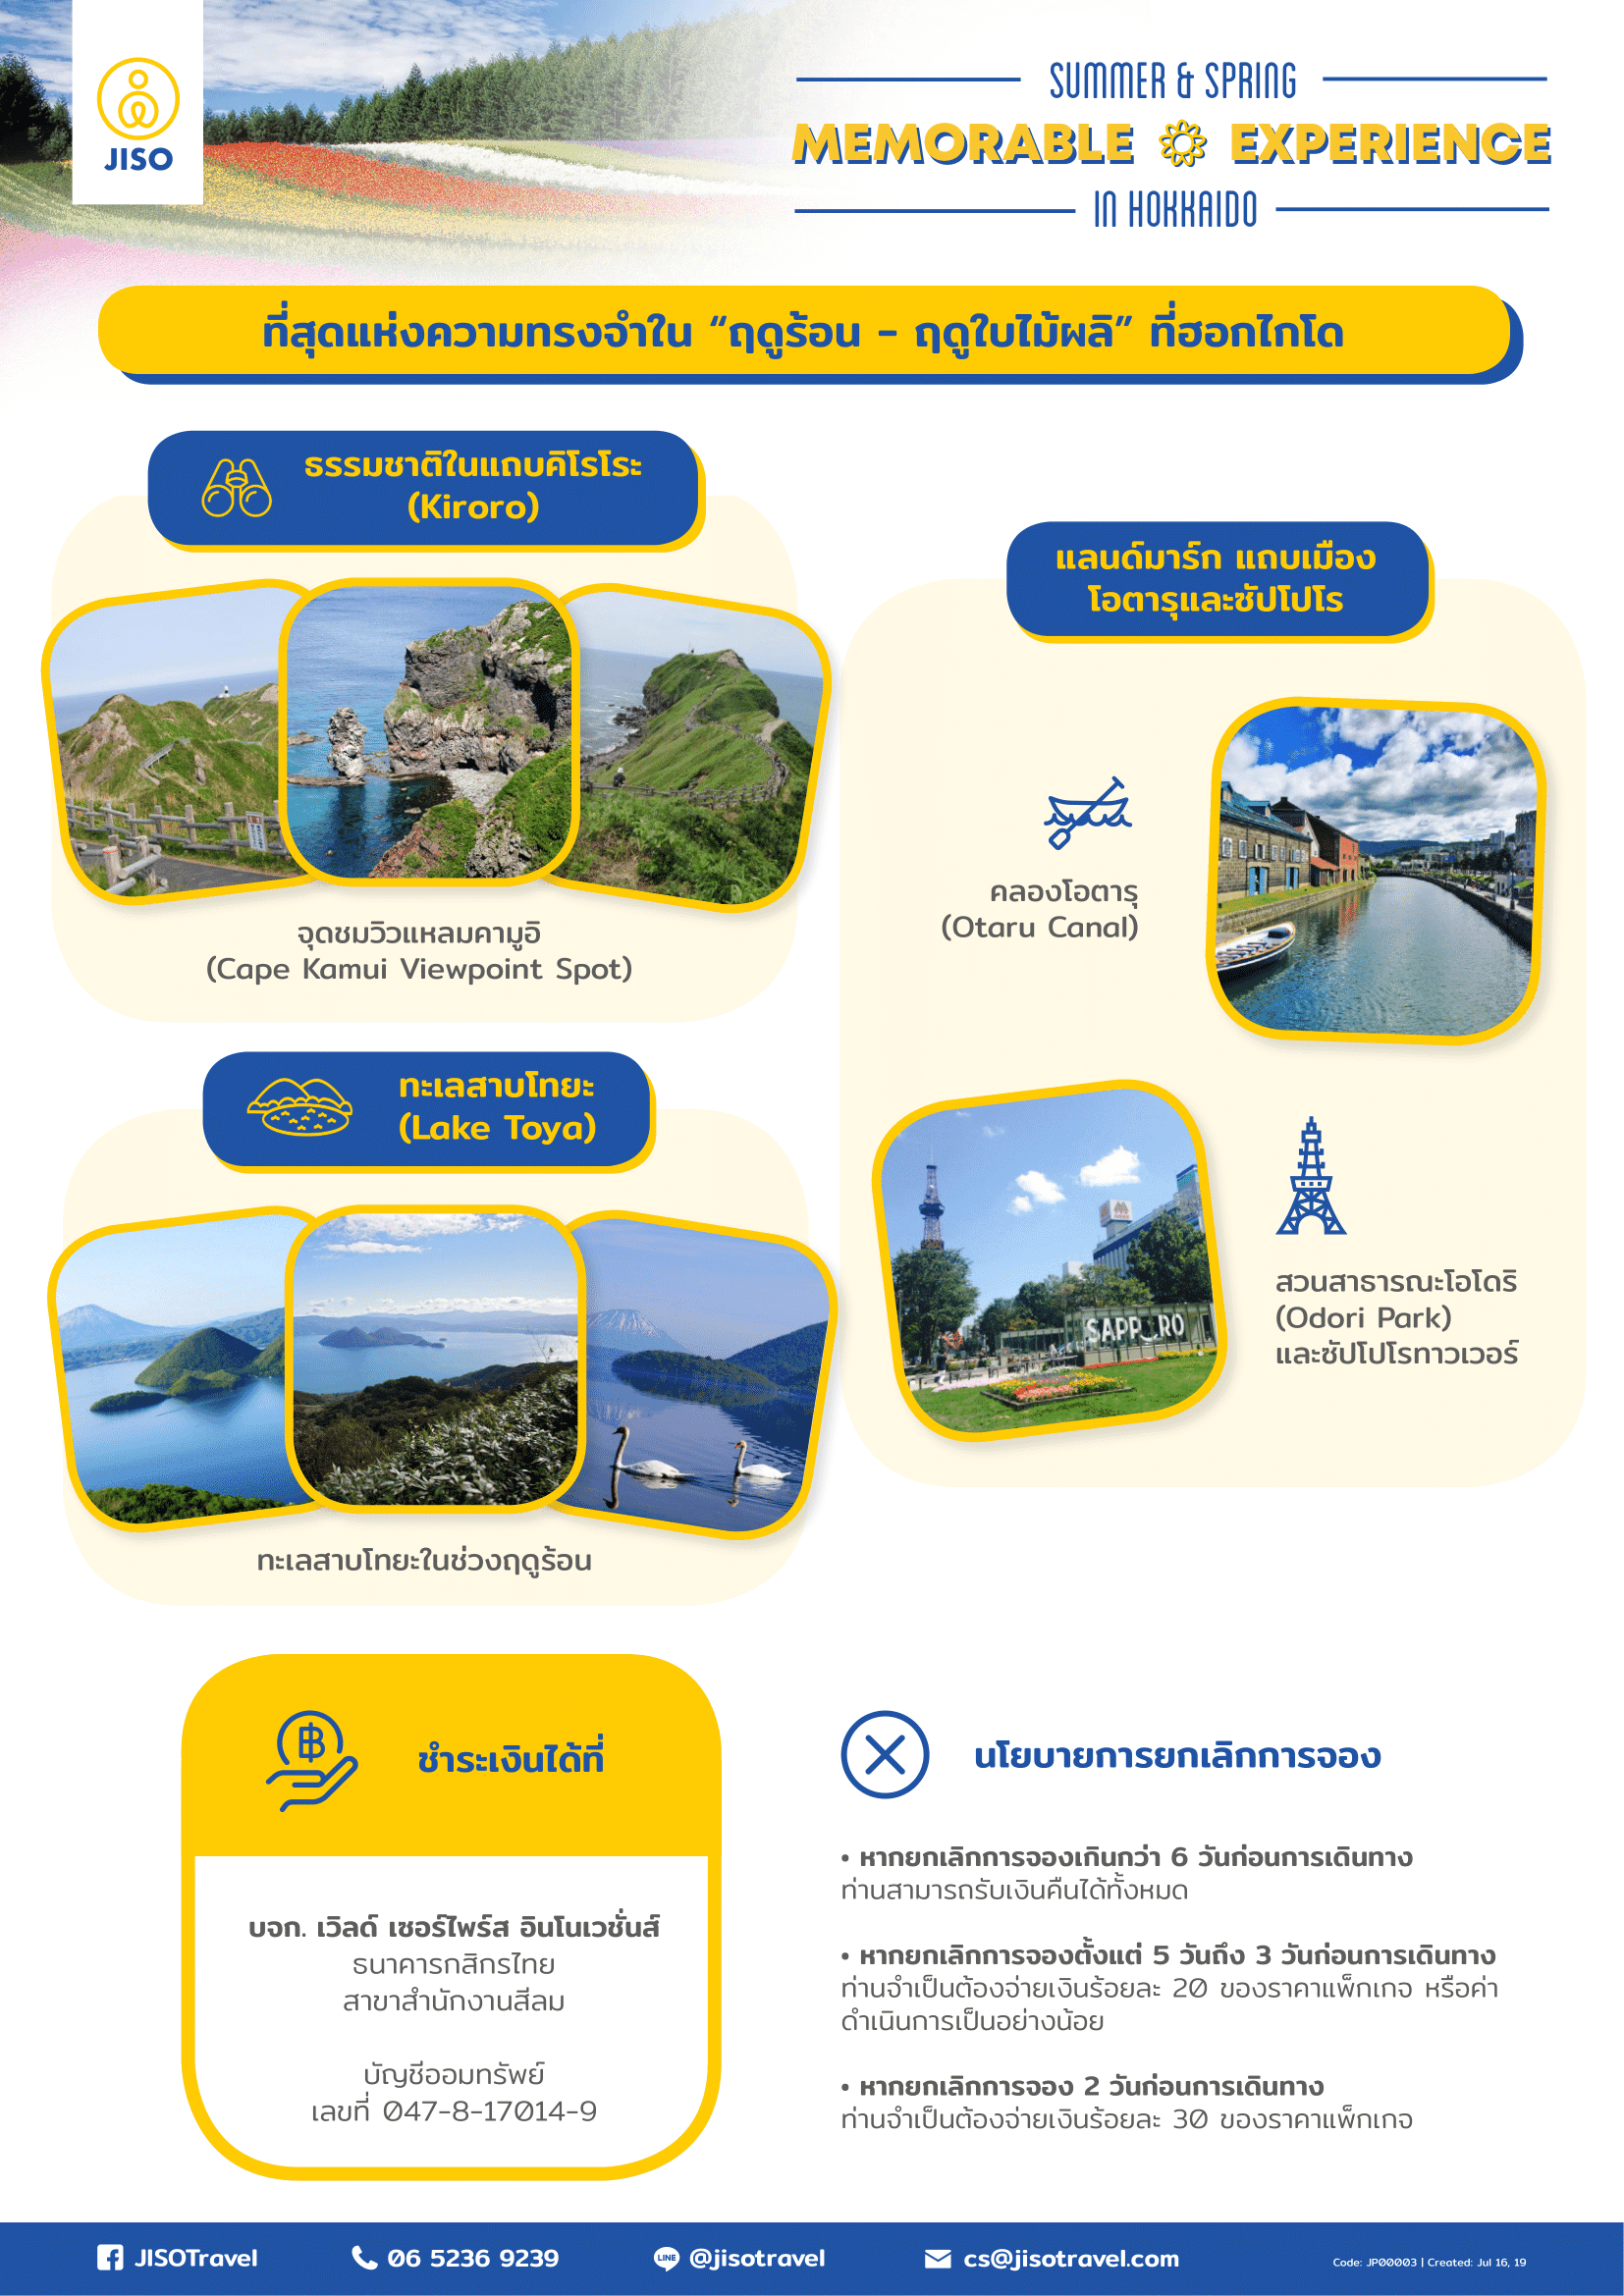 JISO
SUMMER & SPRING
MEMORABLE EXPERIENCE
IN HOKKAIDO
ที่สุดแห่งความทรงจำใน “ฤดูร้อน - ฤดูใบไม้ผลิ” ที่ฮอกไกโด
ธรรมชาติในแถบคิโรโระ
(Kiroro)
จุดชมวิวแหลมคามูอิ
(Cape Kamui Viewpoint Spot)
ทะเลสาบโทยะ
(Lake Toya)
ทะเลสาบโทยะในช่วงฤดูร้อน
แลนด์มาร์ก แถบเมือง
โอตารุและซัปโปโร
คลองโอตารุ
(Otaru Canal)
SAPPORO
สวนสาธารณะโอโดริ
(Odori Park)
และซัปโปโรทาวเวอร์
ชำระเงินได้ที่
บจก. เวิลด์ เซอร์ไพร์ส อินโนเวชั่นส์
ธนาคารกสิกรไทย
สาขาสำนักงานสีลม
บัญชีออมทรัพย์
เลขที่ 047-8-17014-9
นโยบายการยกเลิกการจอง
• หากยกเลิกการจองเกินกว่า 6 วันก่อนการเดินทาง
ท่านสามารถรับเงินคืนได้ทั้งหมด
• หากยกเลิกการจองตั้งแต่ 5 วันถึง 3 วันก่อนการเดินทาง
ท่านจำเป็นต้องจ่ายเงินร้อยละ 20 ของราคาแพ็กเกจ หรือค่า
ดำเนินการเป็นอย่างน้อย
• หากยกเลิกการจอง 2 วันก่อนการเดินทาง
ท่านจำเป็นต้องจ่ายเงินร้อยละ 30 ของราคาแพ็กเกจ
JISOTravel
06 5236 9239
LINE @jisotravel
cs@jisotravel.com
Code: JP00003 | Created: Jul 16, 19